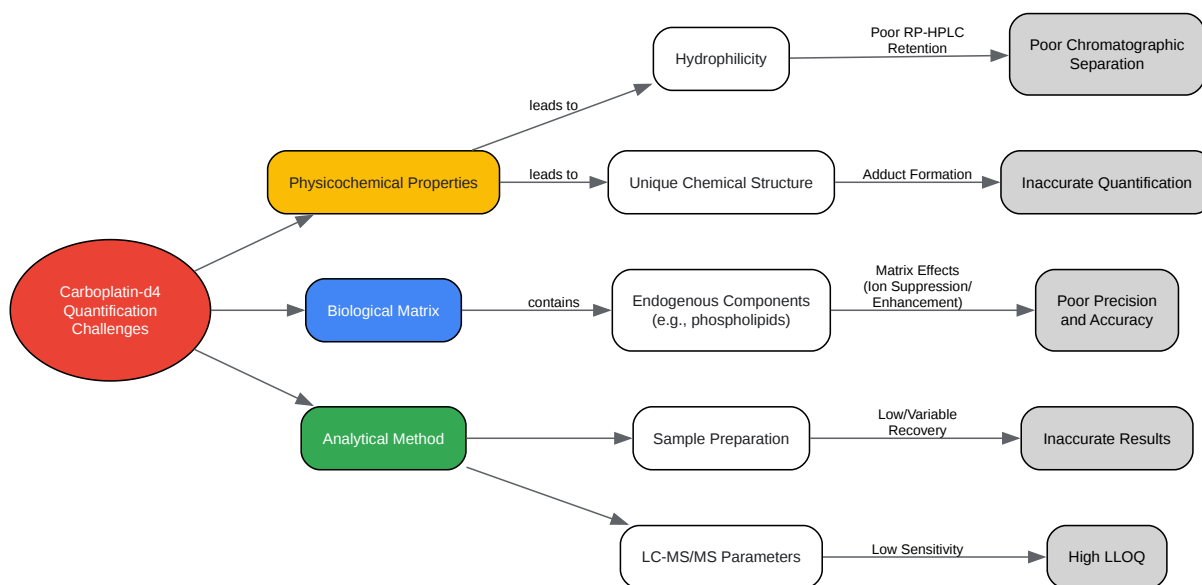 Carboplatin-d4
Quantification
Challenges
Physicochemical Properties
leads to
Hydrophilicity
Poor RP-HPLC
Retention
Poor Chromatographic
Separation
leads to
Unique Chemical Structure
Adduct Formation
Inaccurate Quantification
Biological Matrix
contains
Endogenous Components
(e.g., phospholipids)
Matrix Effects
(Ion Suppression/
Enhancement)
Poor Precision
and Accuracy
Analytical Method
Sample Preparation
Low/Variable
Recovery
Inaccurate Results
LC-MS/MS Parameters
Low Sensitivity
High LLOQ